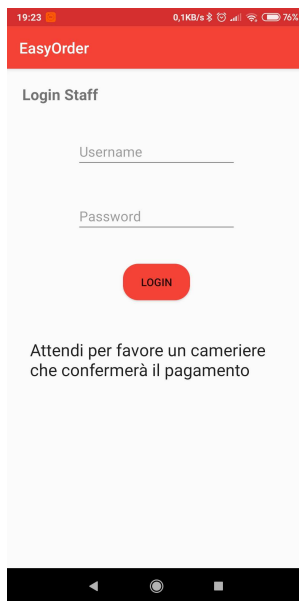 19:23 0,1KB/s 76%
EasyOrder
Login Staff
Username
Password
LOGIN
Attendi per favore un cameriere
che confermerà il pagamento